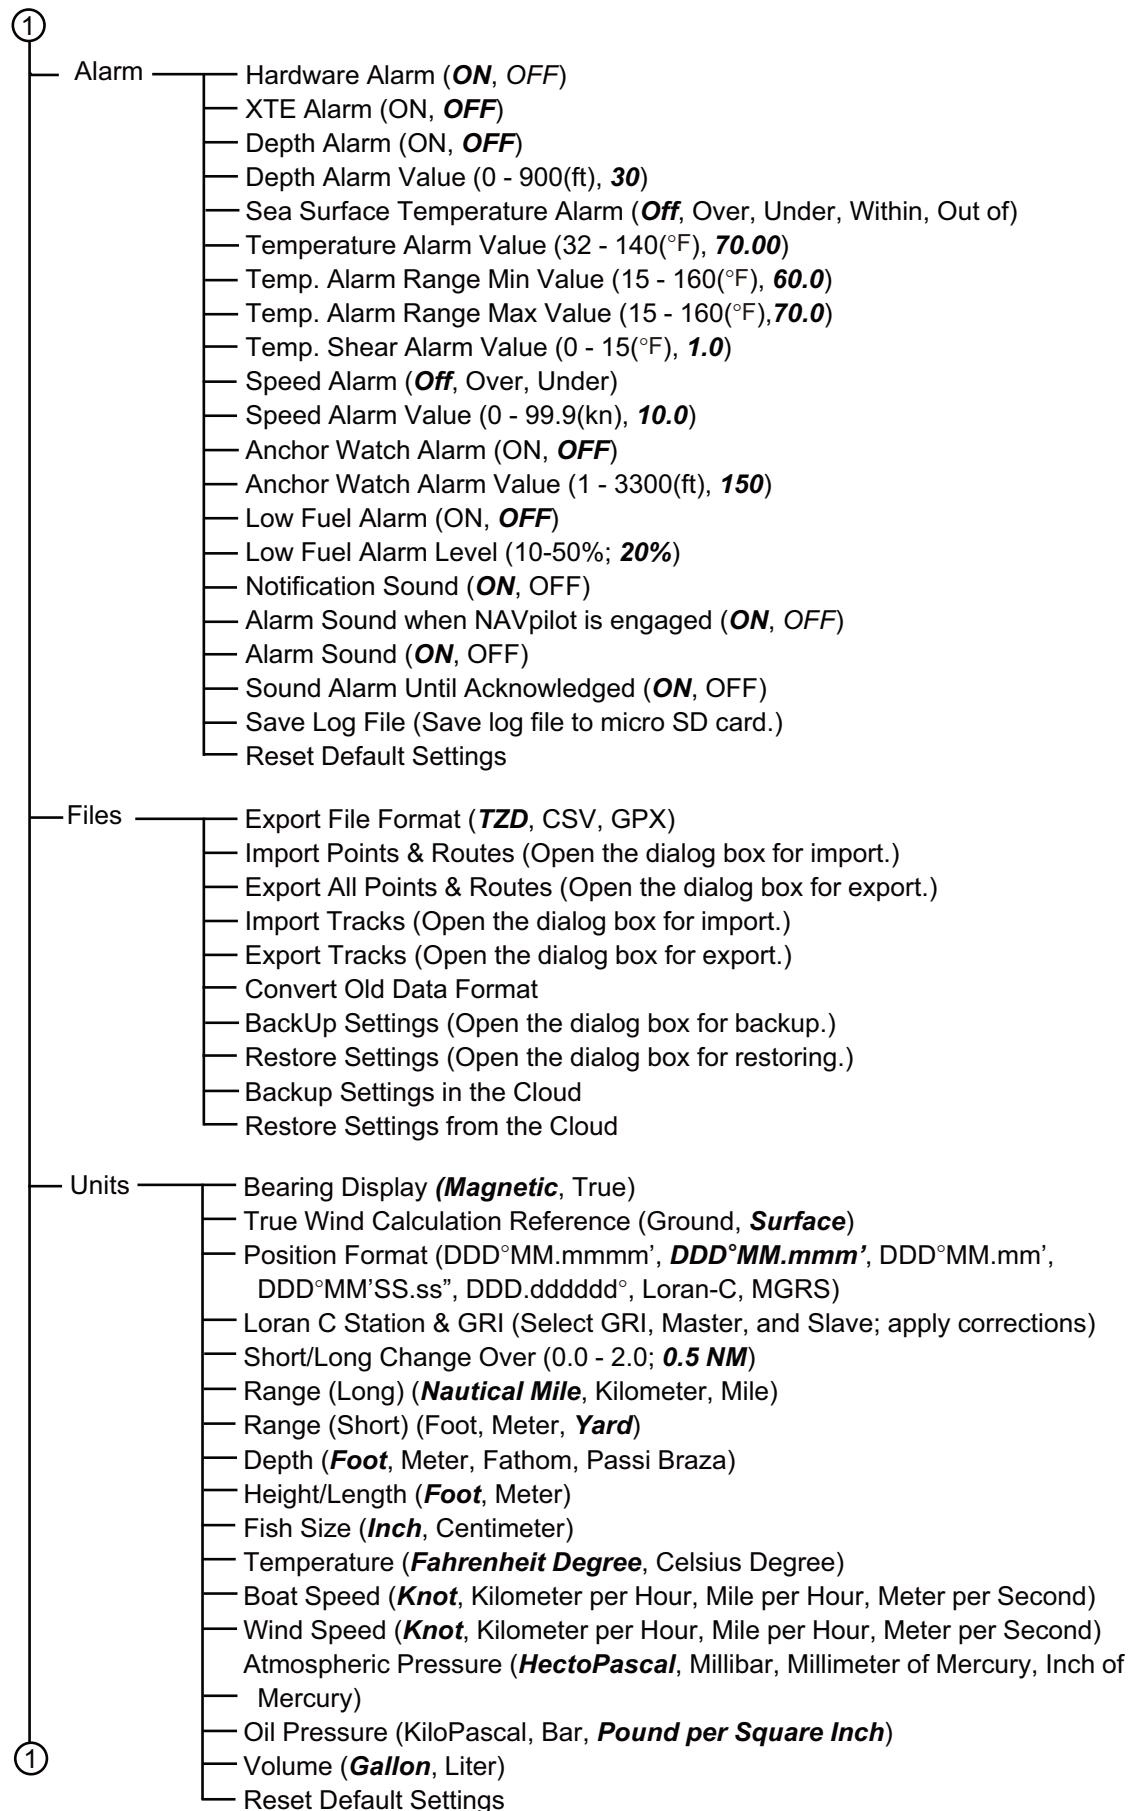 1
Alarm
Hardware Alarm (ON, OFF)
XTE Alarm (ON, OFF)
Depth Alarm (ON, OFF)
Depth Alarm Value (0 - 900(ft), 30)
Sea Surface Temperature Alarm (Off, Over, Under, Within, Out of)
Temperature Alarm Value (32 - 140(°F), 70.00)
Temp. Alarm Range Min Value (15 - 160(°F), 60.0)
Temp. Alarm Range Max Value (15 - 160(°F),70.0)
Temp. Shear Alarm Value (0 - 15(°F), 1.0)
Speed Alarm (Off, Over, Under)
Speed Alarm Value (0 - 99.9(kn), 10.0)
Anchor Watch Alarm (ON, OFF)
Anchor Watch Alarm Value (1 - 3300(ft), 150)
Low Fuel Alarm (ON, OFF)
Low Fuel Alarm Level (10-50%; 20%)
Notification Sound (ON, OFF)
Alarm Sound when NAVpilot is engaged (ON, OFF)
Alarm Sound (ON, OFF)
Sound Alarm Until Acknowledged (ON, OFF)
Save Log File (Save log file to micro SD card.)
Reset Default Settings
Files
Export File Format (TZD, CSV, GPX)
Import Points & Routes (Open the dialog box for import.)
Export All Points & Routes (Open the dialog box for export.)
Import Tracks (Open the dialog box for import.)
Export Tracks (Open the dialog box for export.)
Convert Old Data Format
BackUp Settings (Open the dialog box for backup.)
Restore Settings (Open the dialog box for restoring.)
Backup Settings in the Cloud
Restore Settings from the Cloud
Units
Bearing Display (Magnetic, True)
True Wind Calculation Reference (Ground, Surface)
Position Format (DDD°MM.mmmm’, DDD°MM.mmm’, DDD°MM.mm’,
DDD°MM’SS.ss”, DDD.dddddd°, Loran-C, MGRS)
Loran C Station & GRI (Select GRI, Master, and Slave; apply corrections)
Short/Long Change Over (0.0 - 2.0; 0.5 NM)
Range (Long) (Nautical Mile, Kilometer, Mile)
Range (Short) (Foot, Meter, Yard)
Depth (Foot, Meter, Fathom, Passi Braza)
Height/Length (Foot, Meter)
Fish Size (Inch, Centimeter)
Temperature (Fahrenheit Degree, Celsius Degree)
Boat Speed (Knot, Kilometer per Hour, Mile per Hour, Meter per Second)
Wind Speed (Knot, Kilometer per Hour, Mile per Hour, Meter per Second)
Atmospheric Pressure (HectoPascal, Millibar, Millimeter of Mercury, Inch of
Mercury)
Oil Pressure (KiloPascal, Bar, Pound per Square Inch)
1
Volume (Gallon, Liter)
Reset Default Settings